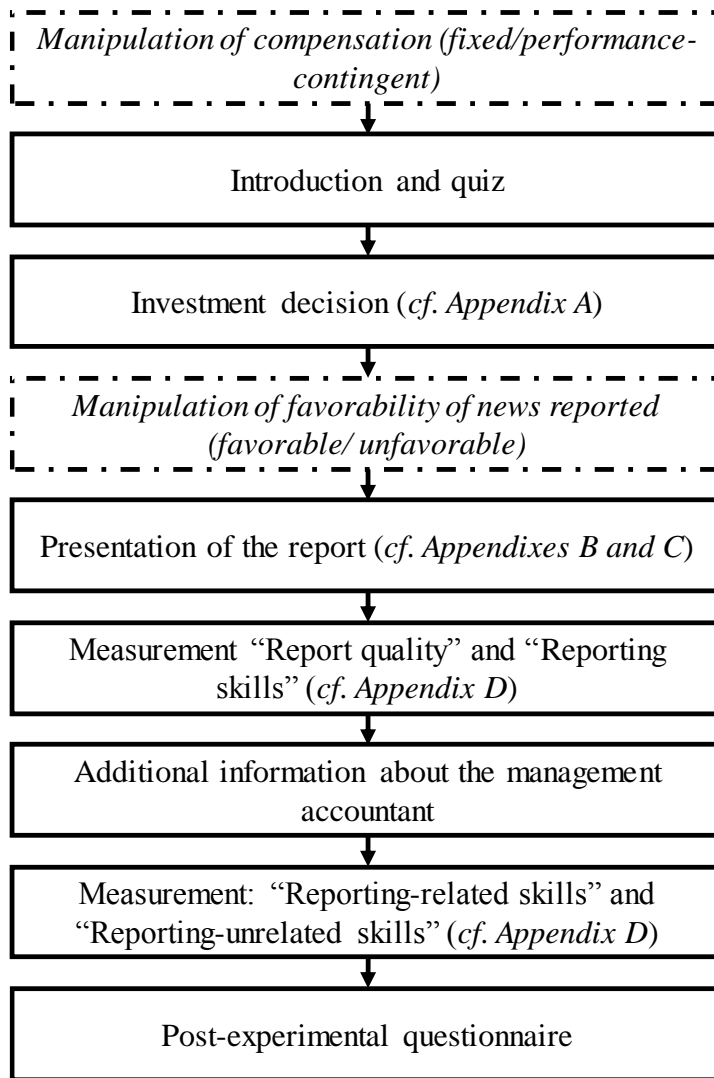 Manipulation of compensation (fixed/performance-
contingent)
Introduction and quiz
Investment decision (cf. Appendix A)
Manipulation of favorability of news reported
(favorable/ unfavorable)
Presentation of the report (cf. Appendixes B and C)
Measurement “Report quality” and “Reporting
skills” (cf. Appendix D)
Additional information about the management
accountant
Measurement: “Reporting-related skills” and
“Reporting-unrelated skills” (cf. Appendix D)
Post-experimental questionnaire